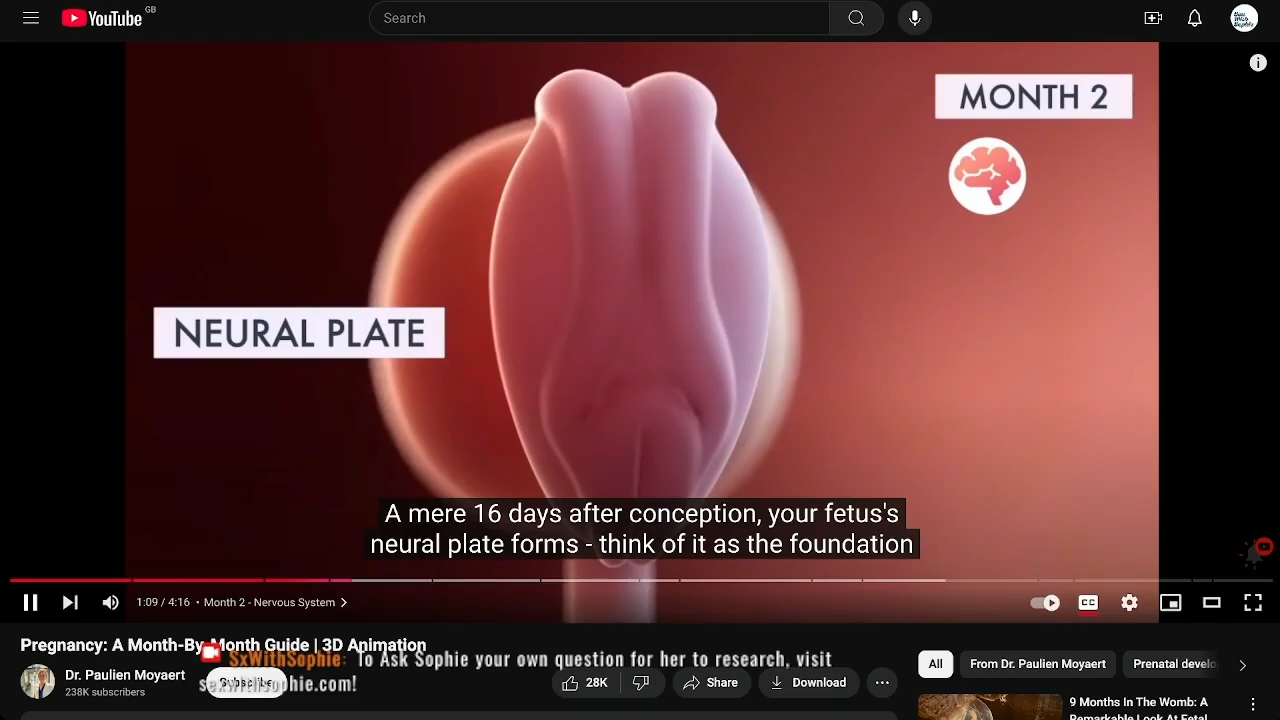 YouTube GB
Search
MONTH 2
NEURAL PLATE
A mere 16 days after conception, your fetus's
neural plate forms - think of it as the foundation
1:09 / 4:16 • Month 2 - Nervous System
CC
Pregnancy: A Month-By-Month Guide | 3D Animation
SxWithSophie: To Ask Sophie your own question for her to research, visit
sexwithsophie.com!
Dr. Paulien Moyaert
238K subscribers
Subscribe
28K
Share
Download
All
From Dr. Paulien Moyaert
Prenatal develo
9 Months In The Womb: A
Remarkable Look At Fetal